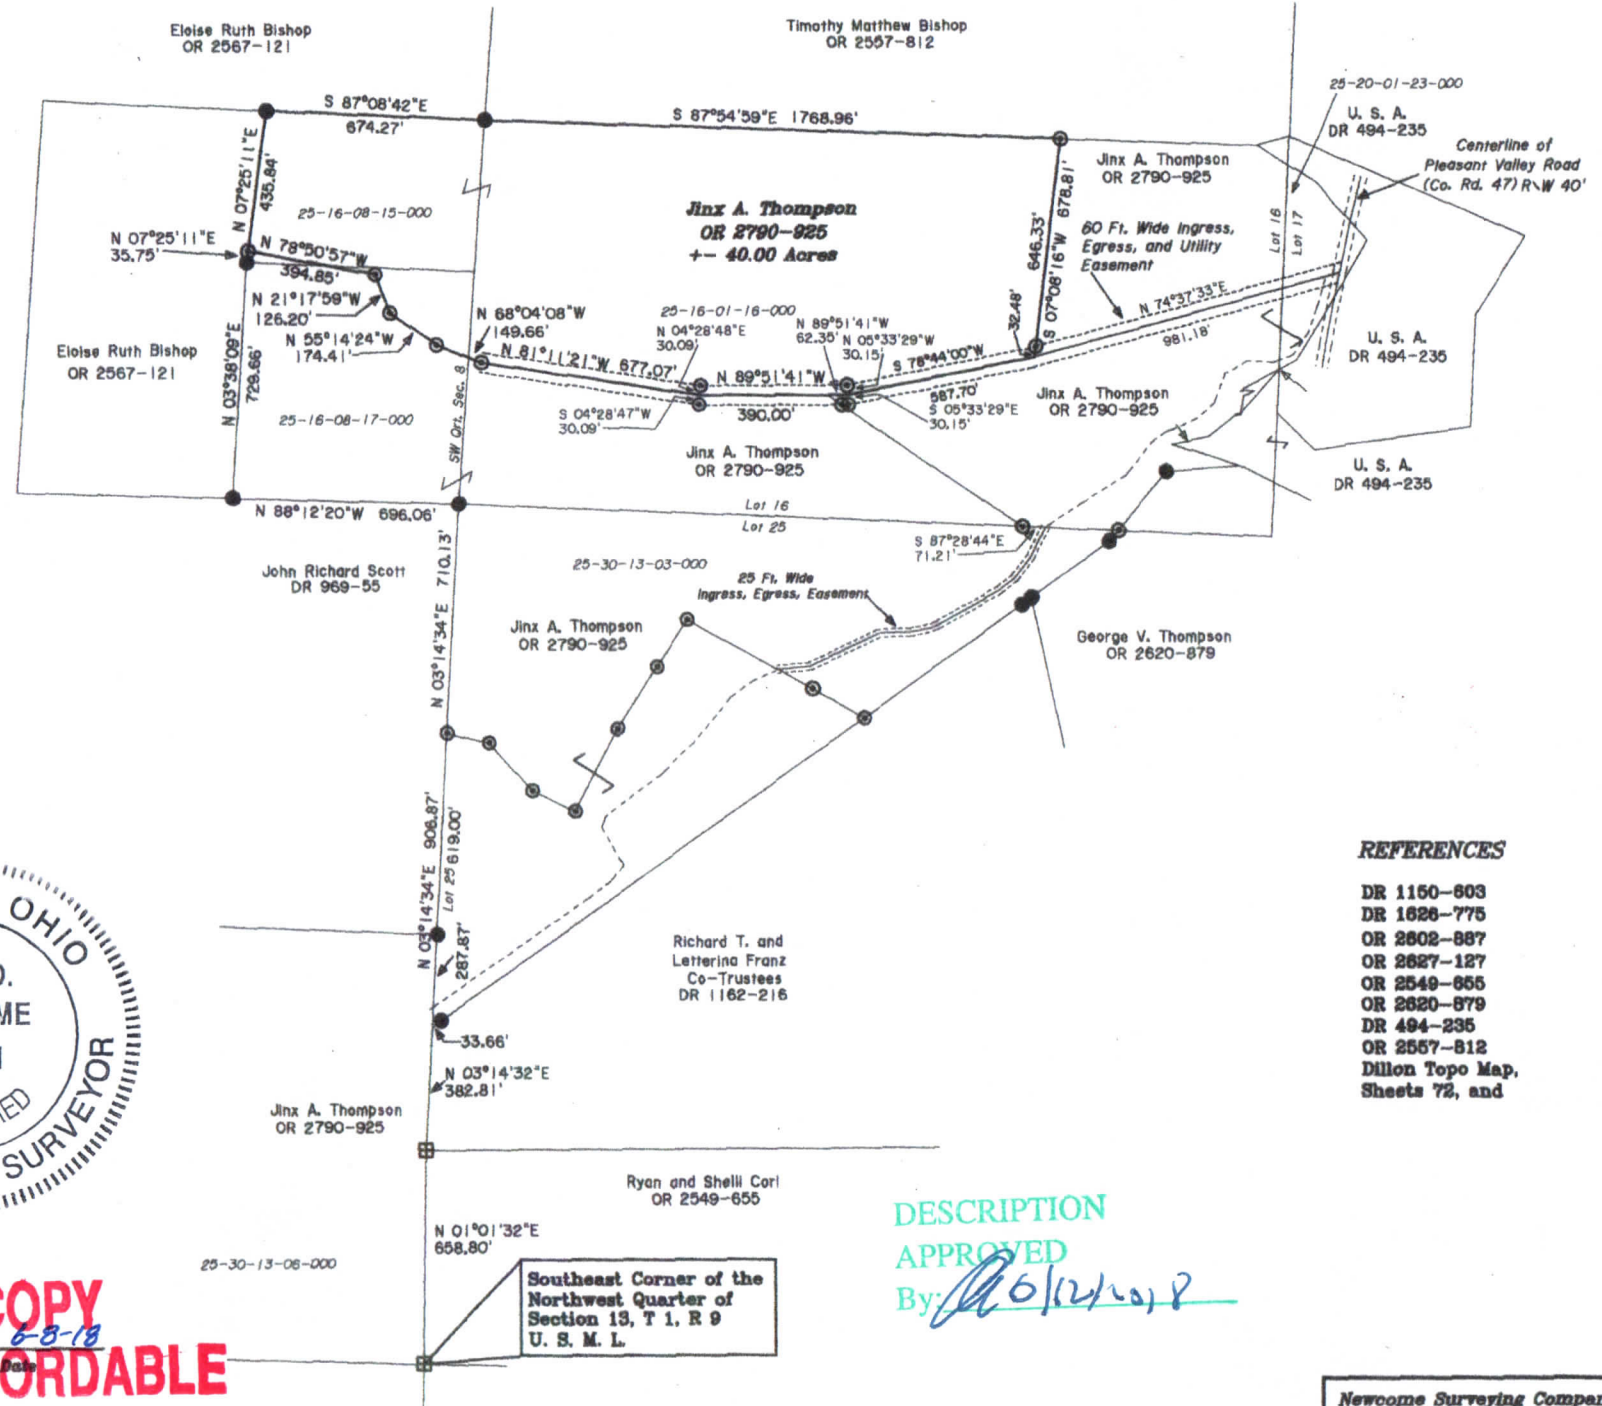 Eloise Ruth Bishop
OR 2567-121
Timothy Matthew Bishop
OR 2557-812
25-20-01-23-000
U. S. A.
DR 494-235
Centerline of
Pleasant Valley Road
(Co. Rd. 47) R\W 40'
S 87°08'42"E
674.27'
S 87°54'59"E 1768.96'
Jinx A. Thompson
OR 2790-925
N 07°25'11"E
435.84'
25-16-08-15-000
Jinx A. Thompson
OR 2790-925
+- 40.00 Acres
646.33'
S 07°08'16"W 678.81'
60 Ft. Wide Ingress,
Egress, and Utility
Easement
Lot 16
Lot 17
N 07°25'11"E
35.75'
N 78°50'57"W
394.85'
N 21°17'59"W
126.20'
N 55°14'24"W
174.41'
N 68°04'08"W
149.66'
25-16-01-16-000
N 04°28'48"E
30.09'
N 89°51'41"W
62.35'
N 05°33'29"W
30.15'
32.48'
N 74°37'33"E
981.18'
U. S. A.
DR 494-235
Eloise Ruth Bishop
OR 2567-121
N 03°38'09"E
729.66'
25-16-08-17-000
SW Qrt. Sec. 8
N 81°11'21"W 677.07'
N 89°51'41"W
390.00'
S 78°44'00"W
587.70'
S 04°28'47"W
30.09'
S 05°33'29"E
30.15'
Jinx A. Thompson
OR 2790-925
Jinx A. Thompson
OR 2790-925
U. S. A.
DR 494-235
N 88°12'20"W 696.06'
Lot 16
Lot 25
S 87°28'44"E
71.21'
John Richard Scott
DR 969-55
N 03°14'34"E 710.13'
25-30-13-03-000
25 Ft. Wide
Ingress, Egress, Easement
Jinx A. Thompson
OR 2790-925
George V. Thompson
OR 2620-879
N 03°14'34"E 906.87'
Lot 25 619.00'
287.87'
Richard T. and
Letterina Franz
Co-Trustees
DR 1162-216
33.66'
N 03°14'32"E
382.81'
Jinx A. Thompson
OR 2790-925
Ryan and Shelli Corl
OR 2549-655
N 01°01'32"E
658.80'
25-30-13-06-000
Southeast Corner of the
Northwest Quarter of
Section 13, T 1, R 9
U. S. M. L.
REFERENCES
DR 1150-603
DR 1626-775
OR 2602-887
OR 2627-127
OR 2549-655
OR 2620-879
DR 494-235
OR 2557-812
Dillon Topo Map,
Sheets 72, and
DESCRIPTION
APPROVED
By:
OHIO
SURVEYOR
COPY
6-8-18
Date
ORDABLE
Newcome Surveying Compan